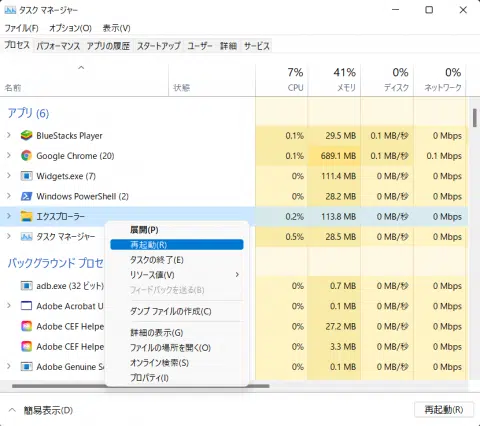 タスク マネージャー
ファイル(F) オプション(O) 表示(V)
プロセス パフォーマンス アプリの履歴 スタートアップ ユーザー 詳細 サービス
7% 41% 0% 0%
名前 状態 CPU メモリ ディスク ネットワーク
アプリ (6)
BlueStacks Player 0.1% 29.5 MB 0.1 MB/秒 0 Mbps
Google Chrome (20) 0.1% 689.1 MB 0.1 MB/秒 0.1 Mbps
Widgets.exe (7) 0% 111.4 MB 0 MB/秒 0 Mbps
Windows PowerShell (2) 0% 28.2 MB 0 MB/秒 0 Mbps
エクスプローラー 0.2% 113.8 MB 0 MB/秒 0 Mbps
タスク マネージャー 0.5% 28.5 MB 0 MB/秒 0 Mbps
展開(P)
再起動(R)
タスクの終了(E)
リソース値(V)
フィードバックを送る(B)
ダンプ ファイルの作成(C)
詳細の表示(G)
ファイルの場所を開く(O)
オンライン検索(S)
プロパティ(I)
バックグラウンド プロセ
adb.exe (32 ビット) 0% 0.7 MB 0 MB/秒 0 Mbps
Adobe Acrobat U 0% 0.1 MB 0 MB/秒 0 Mbps
Adobe CEF Helpe 0% 27.2 MB 0 MB/秒 0 Mbps
Adobe CEF Helpe 0% 3.3 MB 0 MB/秒 0 Mbps
Adobe Genuine So 0% 0.1 MB 0 MB/秒 0 Mbps
簡易表示(D) 再起動(R)